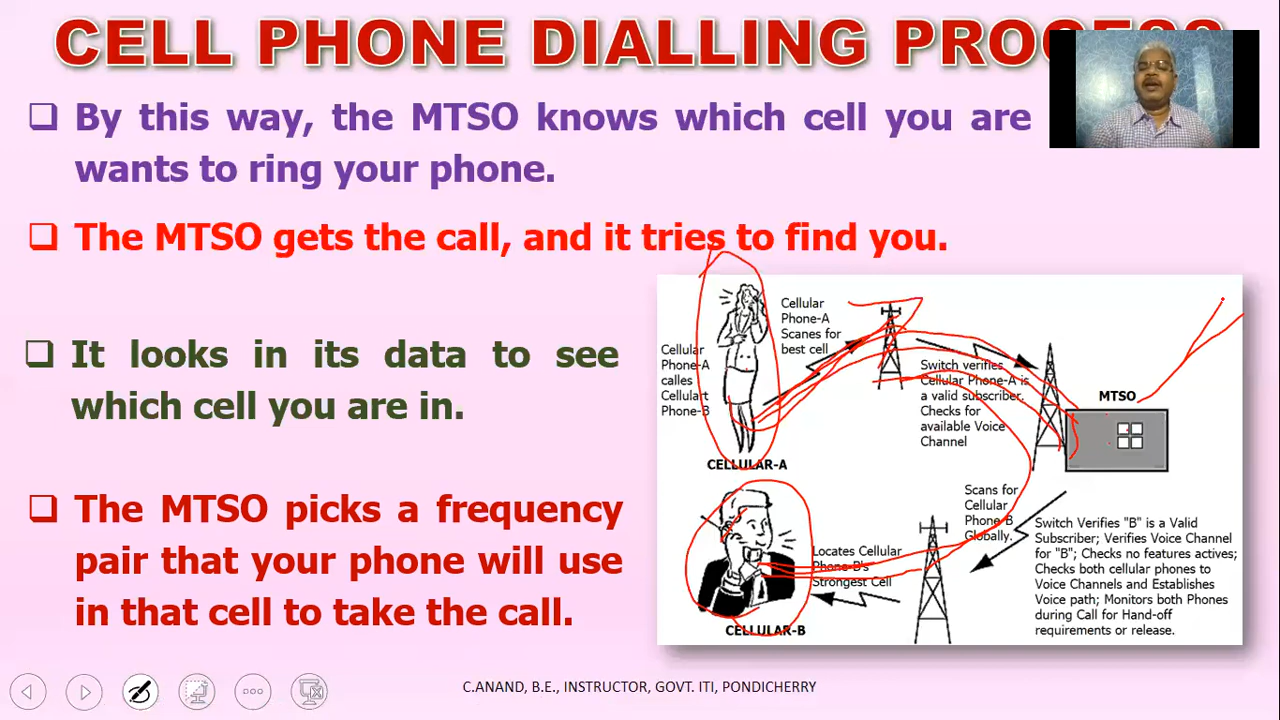 CELL PHONE DIALLING PROCESS
❑ By this way, the MTSO knows which cell you are
wants to ring your phone.
❑ The MTSO gets the call, and it tries to find you.
❑ It looks in its data to see
which cell you are in.
❑ The MTSO picks a frequency
pair that your phone will use
in that cell to take the call.
Cellular
Phone-A
calles
Cellulart
Phone-B
CELLULAR-A
Cellular
Phone-A
Scanes for
best cell
Switch verifies
Cellular Phone-A is
a valid subscriber.
Checks for
available Voice
Channel
MTSO
Scans for
Cellular
Phone-B
Globally.
Switch Verifies "B" is a Valid
Subscriber; Verifies Voice Channel
for "B"; Checks no features actives;
Checks both cellular phones to
Voice Channels and Establishes
Voice path; Monitors both Phones
during Call for Hand-off
requirements or release.
Locates Cellular
Phone-B's
Strongest Cell
CELLULAR-B
C.ANAND, B.E., INSTRUCTOR, GOVT. ITI, PONDICHERRY